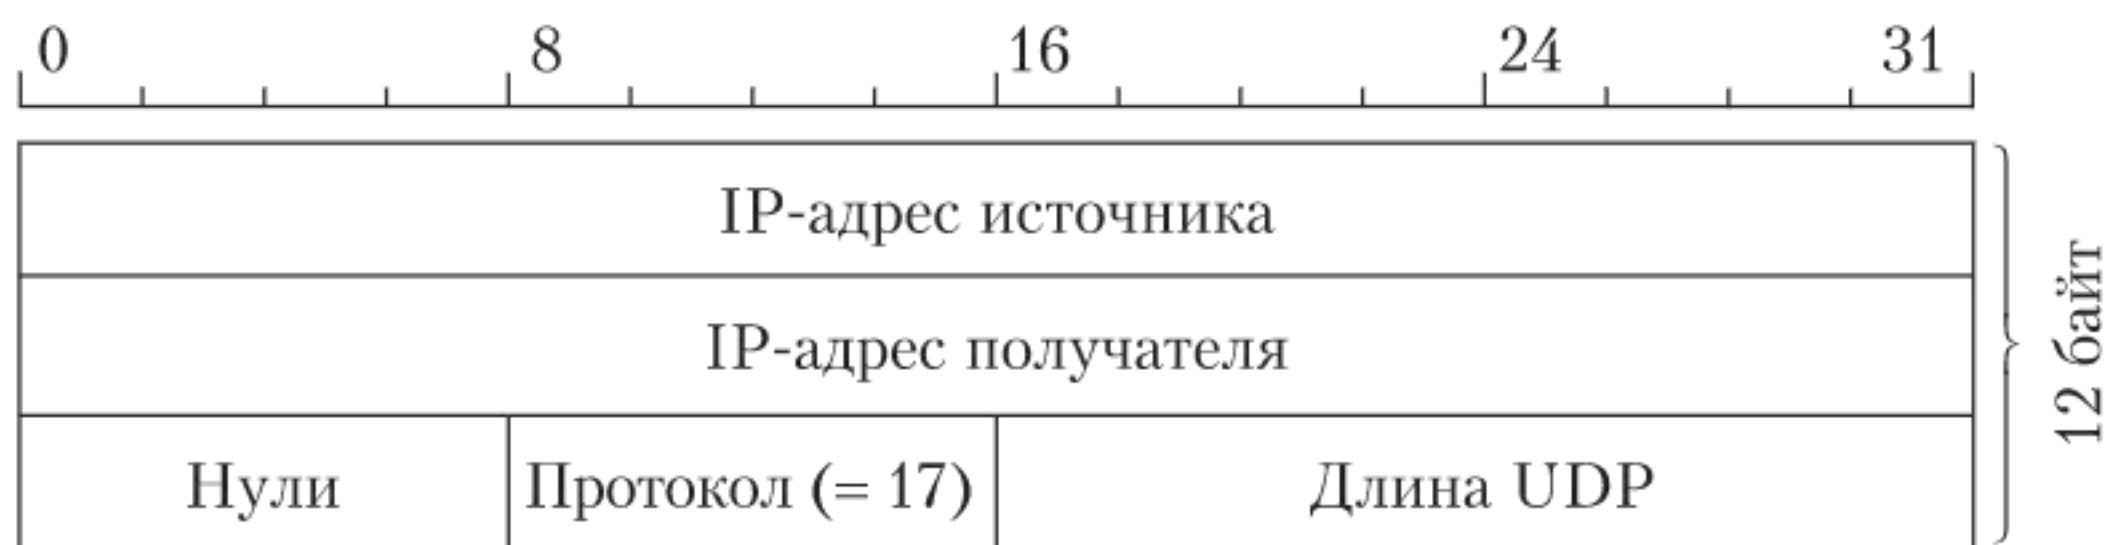 0 8 16 24 31
IP-адрес источника
IP-адрес получателя
12 байт
Нули Протокол (= 17) Длина UDP